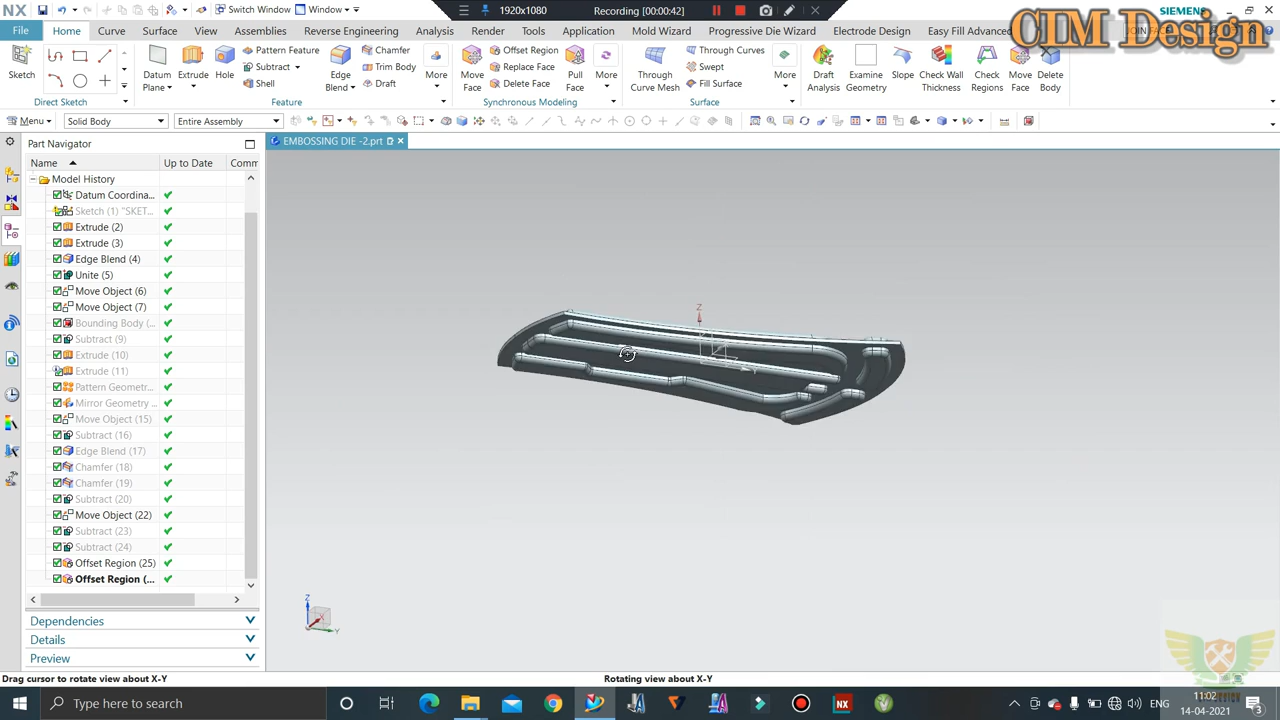 NX
Switch Window
Window
1920x1080
Recording [00:00:42]
SIEMENS
CIM Design
File
Home
Curve
Surface
View
Assemblies
Reverse Engineering
Analysis
Render
Tools
Application
Mold Wizard
Progressive Die Wizard
Electrode Design
Easy Fill Advanced
Sketch
Direct Sketch
Datum Plane
Extrude
Hole
Pattern Feature
Subtract
Shell
Edge Blend
Chamfer
Trim Body
Draft
More
Feature
Move Face
Offset Region
Replace Face
Delete Face
Pull Face
More
Synchronous Modeling
Through Curve Mesh
Through Curves
Swept
Fill Surface
More
Surface
Draft Analysis
Examine Geometry
Slope
Check Wall Thickness
Check Regions
Move Face
Delete Body
Menu
Solid Body
Entire Assembly
Part Navigator
EMBOSSING DIE -2.prt
Name
Up to Date
Comm
Model History
Datum Coordina...
Sketch (1) "SKET...
Extrude (2)
Extrude (3)
Edge Blend (4)
Unite (5)
Move Object (6)
Move Object (7)
Bounding Body (...
Subtract (9)
Extrude (10)
Extrude (11)
Pattern Geometr...
Mirror Geometry ...
Move Object (15)
Subtract (16)
Edge Blend (17)
Chamfer (18)
Chamfer (19)
Subtract (20)
Move Object (22)
Subtract (23)
Subtract (24)
Offset Region (25)
Offset Region (...
Z
Z
Y
Dependencies
Details
Preview
Drag cursor to rotate view about X-Y
Rotating view about X-Y
Type here to search
NX
11:02
14-04-2021
3